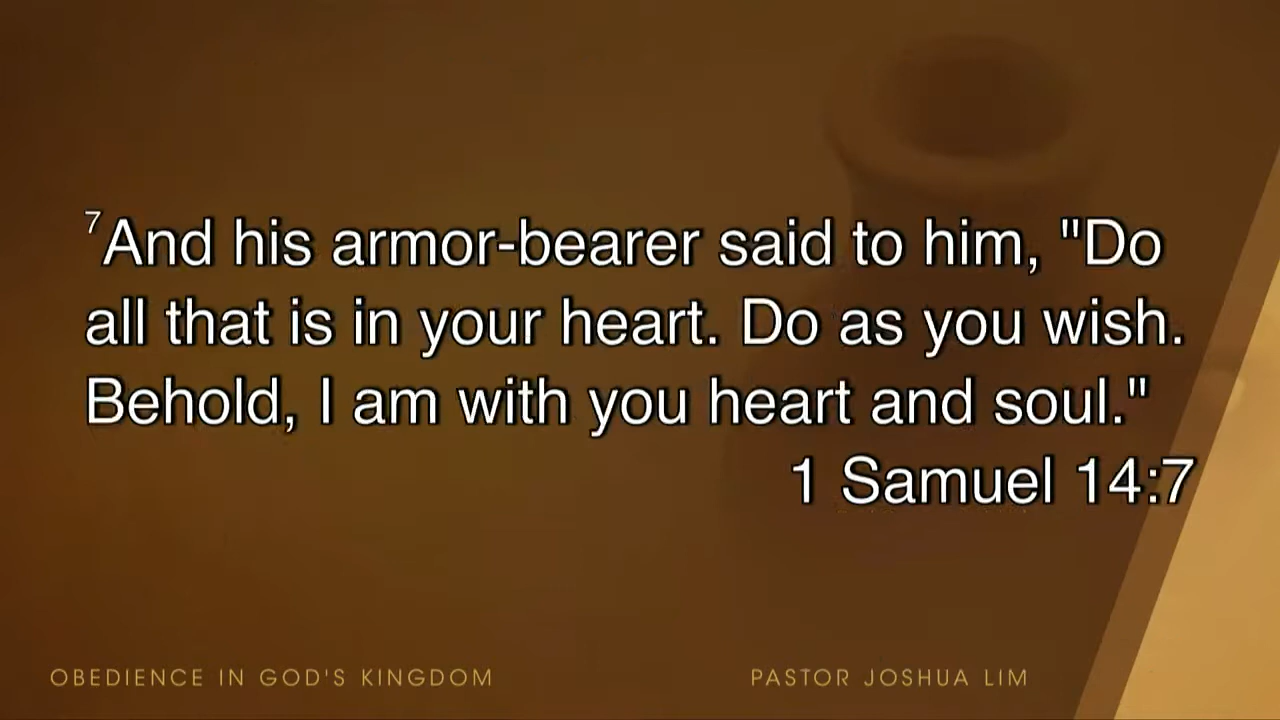 ⁷And his armor-bearer said to him, "Do
all that is in your heart. Do as you wish.
Behold, I am with you heart and soul."
1 Samuel 14:7
OBEDIENCE IN GOD'S KINGDOM
PASTOR JOSHUA LIM